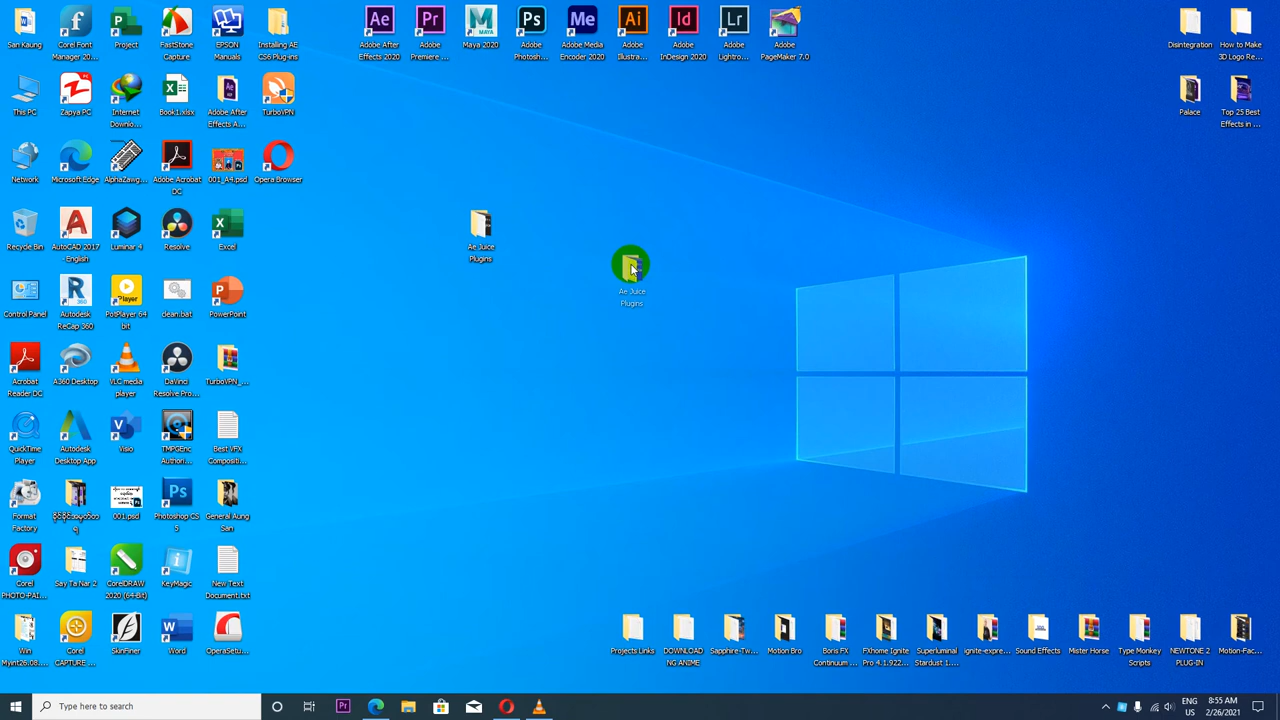 San Kaung
Corel Font
Manager 20...
Project
FastStone
Capture
EPSON
Manuals
Installing AE
CS6 Plug-ins
Adobe After
Effects 2020
Adobe
Premiere ...
Maya 2020
Adobe
Photosh...
Adobe Media
Encoder 2020
Adobe
Illustra...
Adobe
InDesign 2020
Adobe
Lightro...
Adobe
PageMaker 7.0
Disintegration
How to Make
3D Logo Re...
This PC
Zapya PC
Internet
Downlo...
Book1.xlsx
Adobe After
Effects A...
TurboVPN
Palace
Top 25 Best
Effects in ...
Network
Microsoft Edge
AlphaZawg...
Adobe Acrobat
DC
001_A4.psd
Opera Browser
Recycle Bin
AutoCAD 2017
- English
Luminar 4
Resolve
Excel
Ae Juice
Plugins
Ae Juice
Plugins
Control Panel
Autodesk
ReCap 360
PotPlayer 64
bit
clean.bat
PowerPoint
Acrobat
Reader DC
A360 Desktop
VLC media
player
DaVinci
Resolve Pro...
TurboVPN_...
QuickTime
Player
Autodesk
Desktop App
Visio
TMPGEnc
Authori...
Best VFX
Compositi...
Format
Factory
001.psd
Photoshop CS
5
General Aung
San
Corel
PHOTO-PAI...
Say Ta Nar 2
CorelDRAW
2020 (64-Bit)
KeyMagic
New Text
Document.txt
Win
Myint26:08...
Corel
CAPTURE ...
SkinFiner
Word
OperaSetu...
Projects Links
DOWNLOADI
NG ANIME
Sapphire-Tw...
Motion Bro
Boris FX
Continuum ...
FXhome Ignite
Pro 4.1.922...
Superluminal
Stardust 1....
ignite-expre...
Sound Effects
Mister Horse
Type Monkey
Scripts
NEWTONE 2
PLUG-IN
Motion-Fac...
Type here to search
ENG
US
8:55 AM
2/26/2021